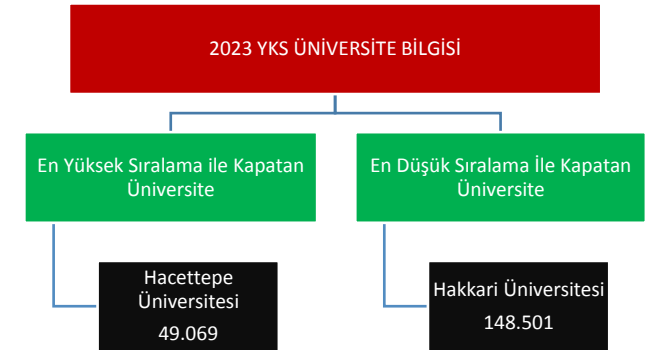 2023 YKS ÜNİVERSİTE BİLGİSİ
En Yüksek Sıralama ile Kapatan
Üniversite
En Düşük Sıralama İle Kapatan
Üniversite
Hacettepe
Üniversitesi
49.069
Hakkari Üniversitesi
148.501